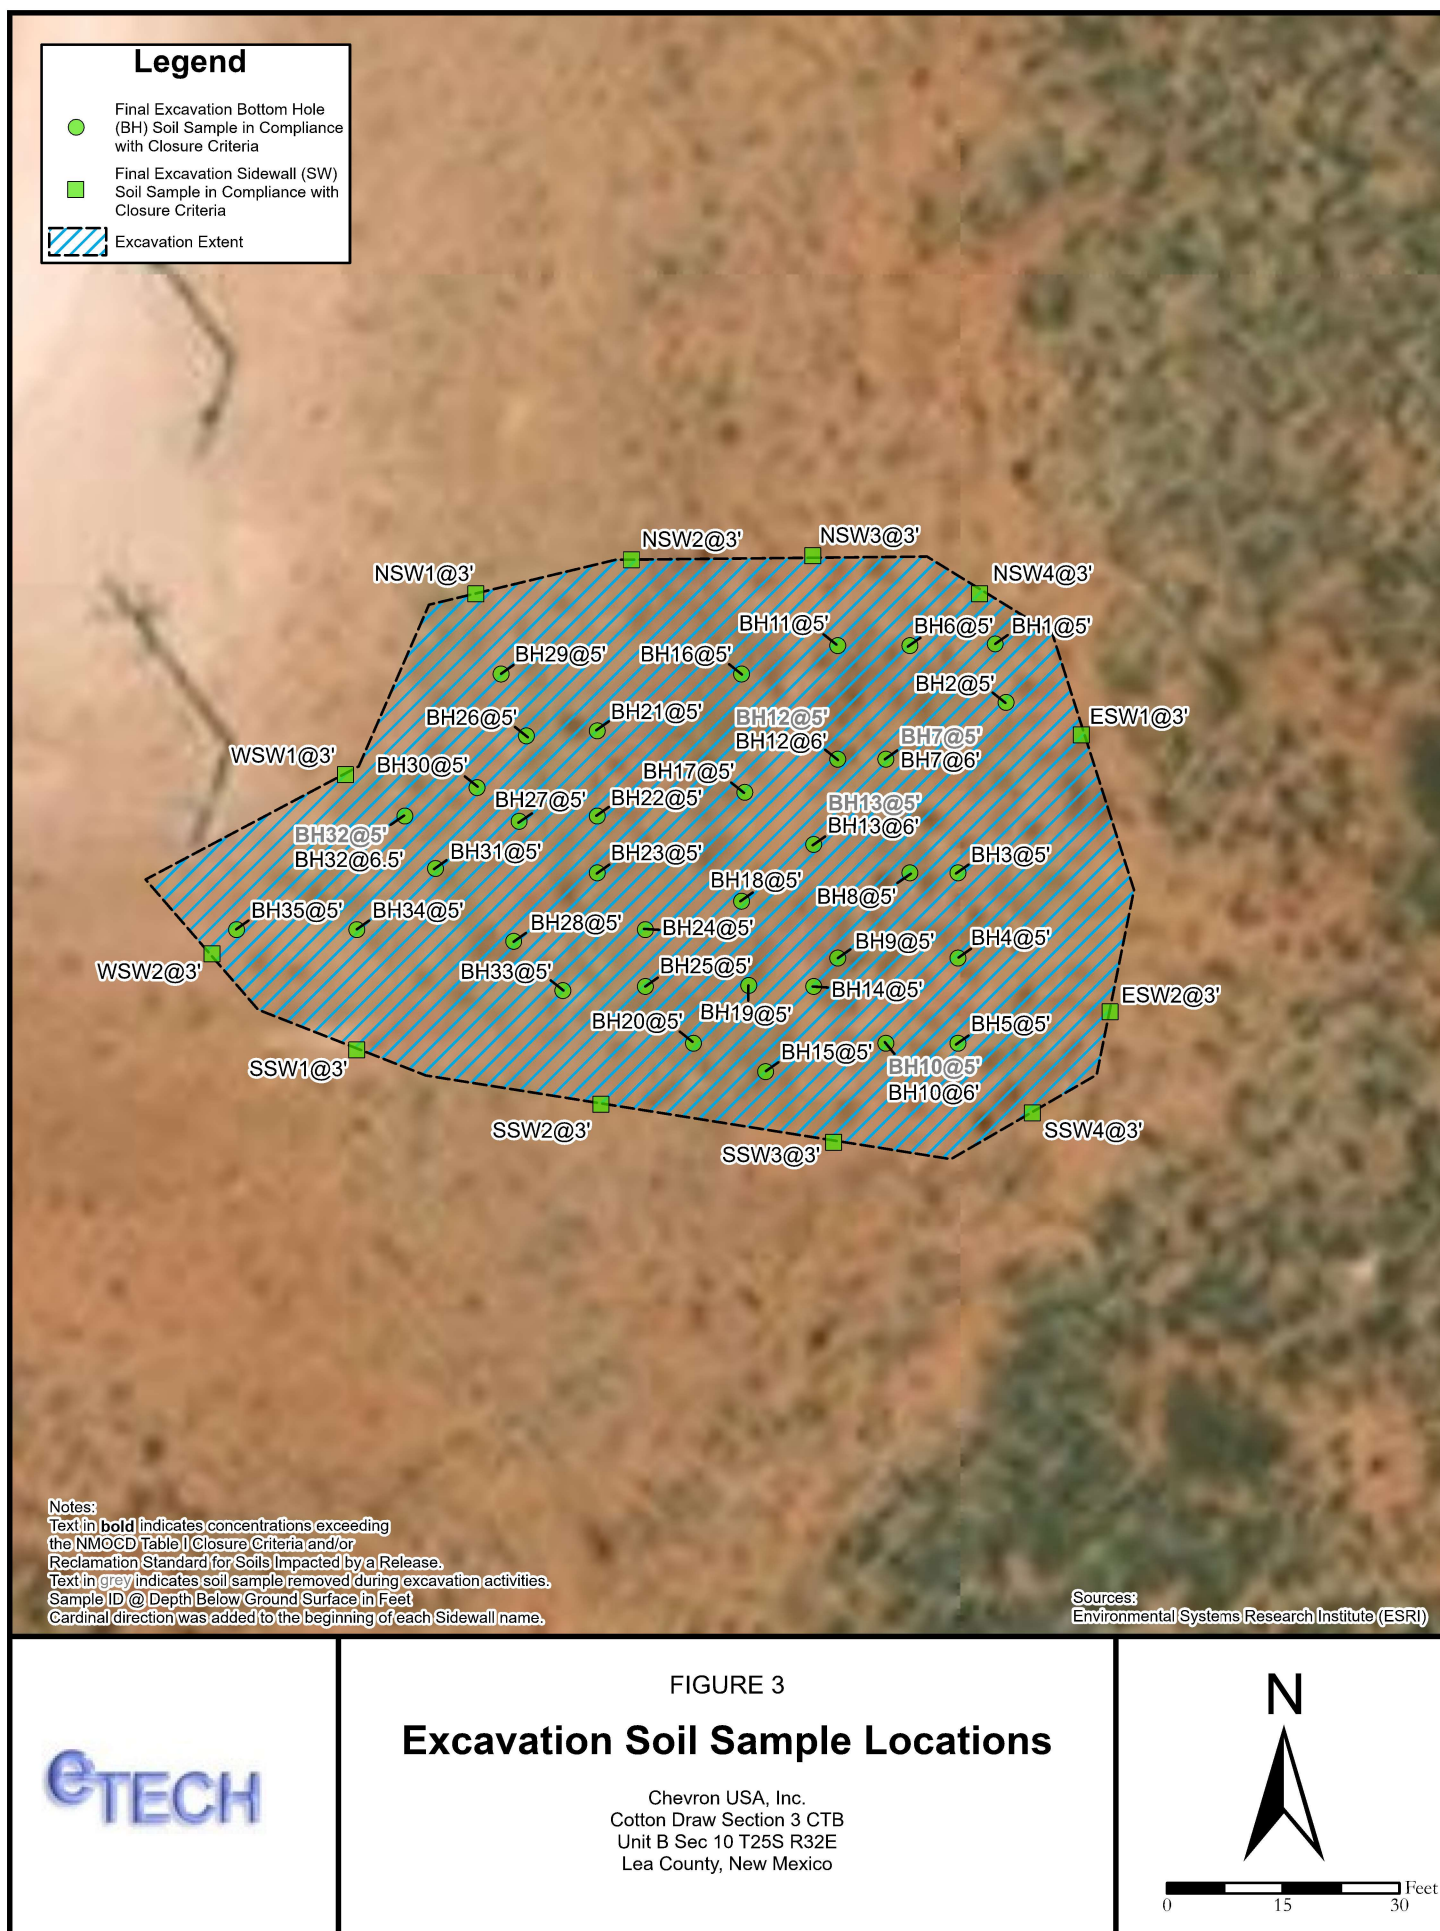 Legend
Final Excavation Bottom Hole
(BH) Soil Sample in Compliance
with Closure Criteria
Final Excavation Sidewall (SW)
Soil Sample in Compliance with
Closure Criteria
Excavation Extent
NSW2@3'
NSW3@3'
NSW1@3'
NSW4@3'
BH11@5'
BH6@5'
BH1@5'
BH29@5'
BH16@5'
BH2@5'
BH26@5'
BH21@5'
BH12@5'
BH12@6'
BH7@5'
BH7@6'
ESW1@3'
WSW1@3'
BH30@5'
BH17@5'
BH27@5'
BH22@5'
BH13@5'
BH13@6'
BH32@5'
BH32@6.5'
BH31@5'
BH23@5'
BH3@5'
BH18@5'
BH8@5'
BH35@5'
BH34@5'
BH28@5'
BH24@5'
BH9@5'
BH4@5'
WSW2@3'
BH33@5'
BH25@5'
BH14@5'
ESW2@3'
BH19@5'
BH20@5'
BH5@5'
BH15@5'
SSW1@3'
BH10@5'
BH10@6'
SSW2@3'
SSW4@3'
SSW3@3'
Notes:
Text in bold indicates concentrations exceeding
the NMOCD Table I Closure Criteria and/or
Reclamation Standard for Soils Impacted by a Release.
Text in grey indicates soil sample removed during excavation activities.
Sample ID @ Depth Below Ground Surface in Feet
Cardinal direction was added to the beginning of each Sidewall name.
Sources:
Environmental Systems Research Institute (ESRI)
eTECH
FIGURE 3
Excavation Soil Sample Locations
Chevron USA, Inc.
Cotton Draw Section 3 CTB
Unit B Sec 10 T25S R32E
Lea County, New Mexico
N
Feet
0 15 30